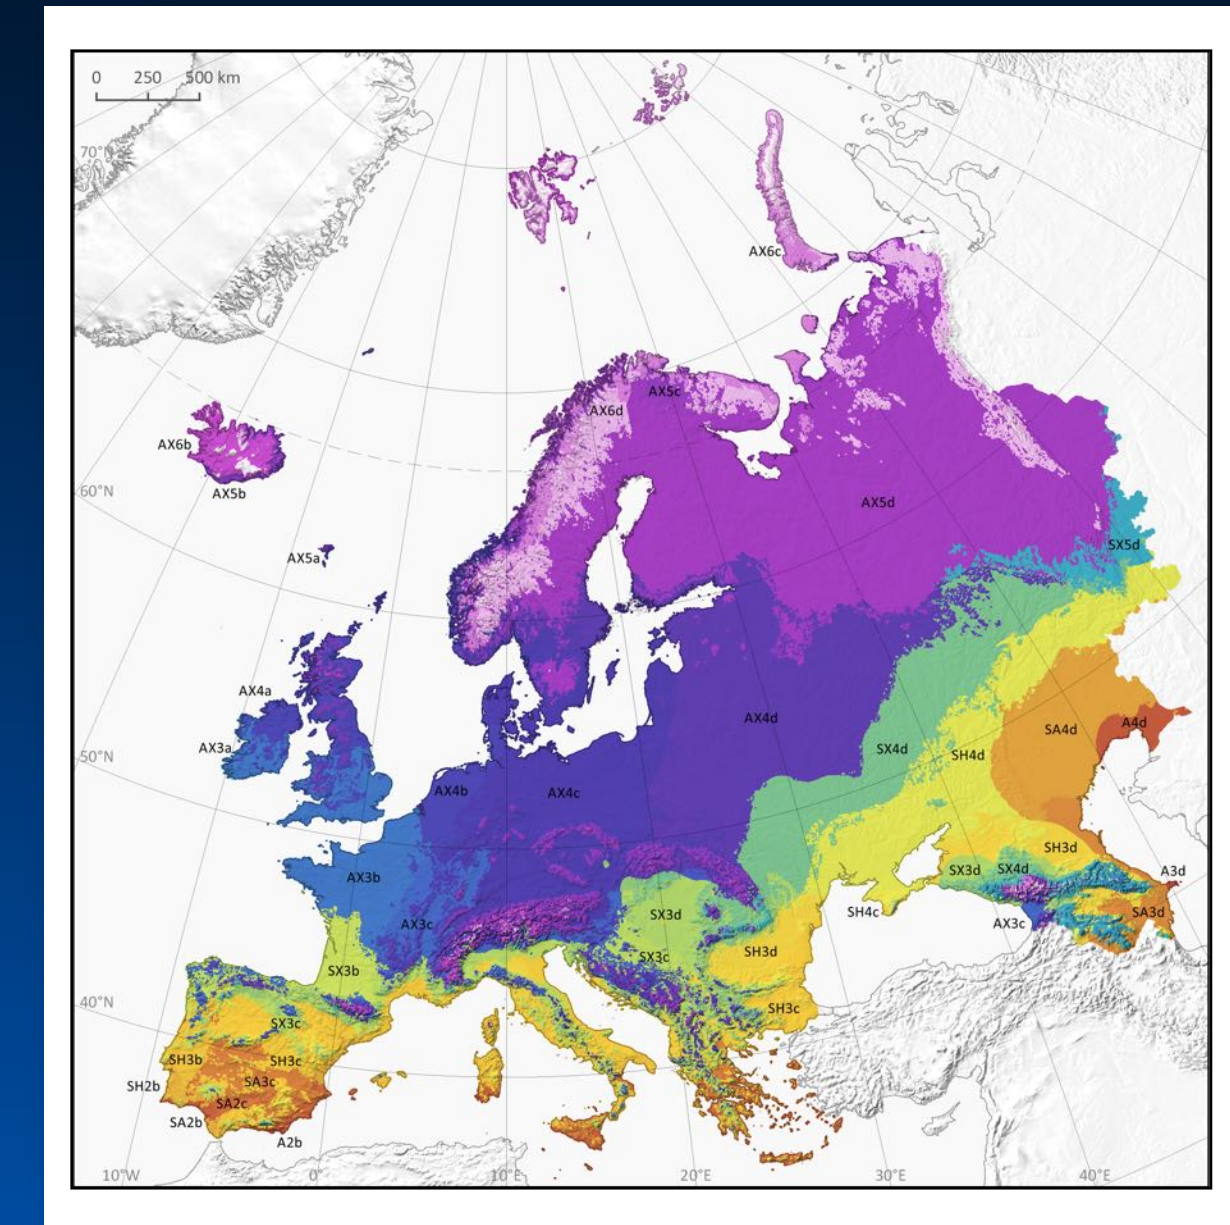 0 250 500 km
70°N
AX6c
AX5c
AX6d
AX6b
60°N
AX5b
AX5d
SX5d
AX5a
AX4a
AX4d
A4d
SA4d
AX3a
SX4d
SH4d
50°N
AX4b
AX4c
SH3d
SX3d
SX4d
A3d
AX3b
SH4c
SA3d
SX3d
AX3c
AX3c
SH3d
SX3c
SX3b
40°N
SH3c
SX3c
SH3b
SH3c
SH2b
SA3c
SA2c
SA2b
A2b
10°W
0°
10°E
20°E
30°E
40°E